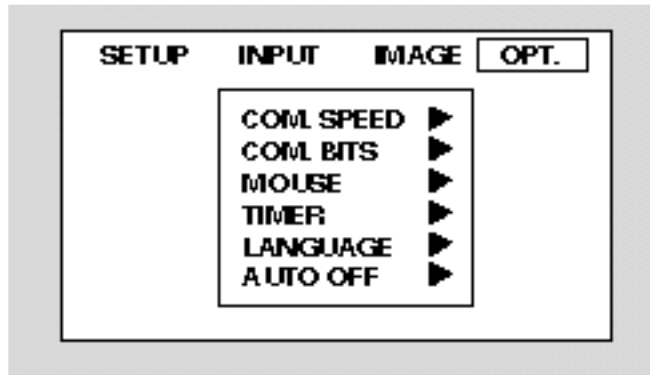 SETUP INPUT IMAGE OPT.
COM. SPEED ▶
COM. BITS ▶
MOUSE ▶
TIMER ▶
LANGUAGE ▶
AUTO OFF ▶